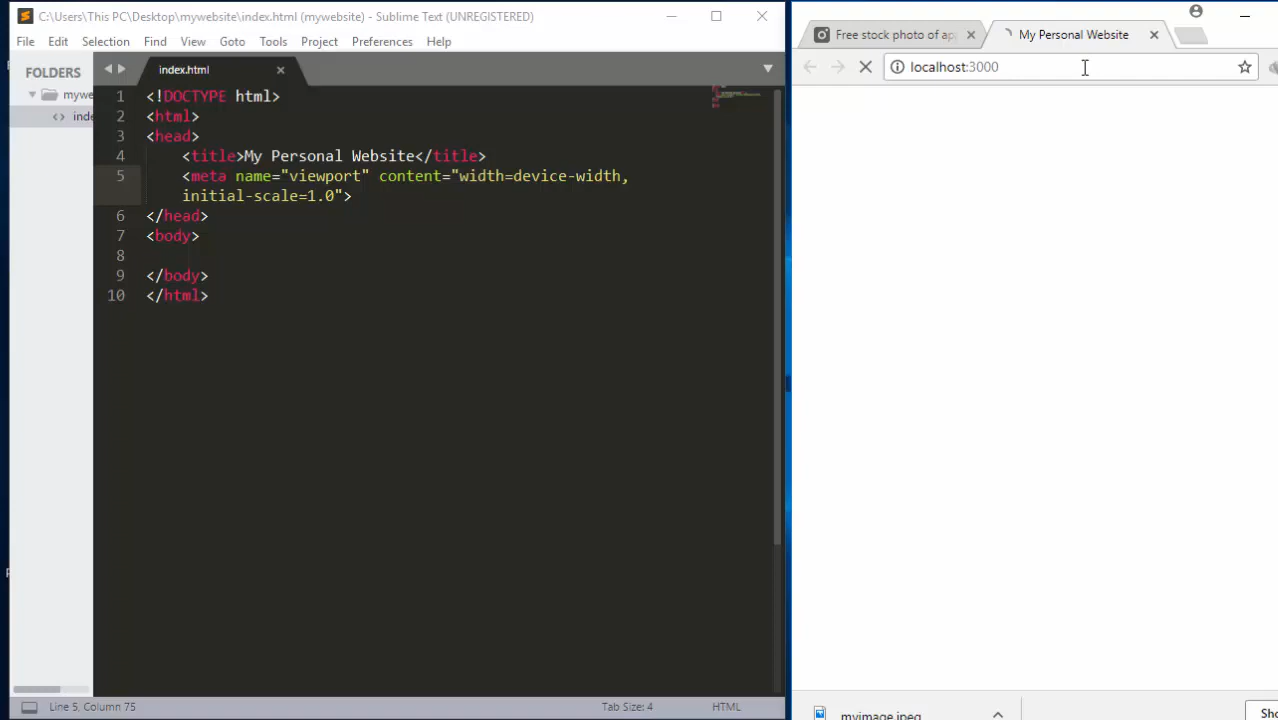 C:\Users\This PC\Desktop\mywebsite\index.html (mywebsite) - Sublime Text (UNREGISTERED)
File Edit Selection Find View Goto Tools Project Preferences Help
FOLDERS
mywe
inde
index.html
1 <!DOCTYPE html>
2 <html>
3 <head>
4 <title>My Personal Website</title>
5 <meta name="viewport" content="width=device-width,
initial-scale=1.0">
6 </head>
7 <body>
8
9 </body>
10 </html>
Line 5, Column 75
Tab Size: 4
HTML
Free stock photo of ap
My Personal Website
localhost:3000
myimage.jpeg
Sho